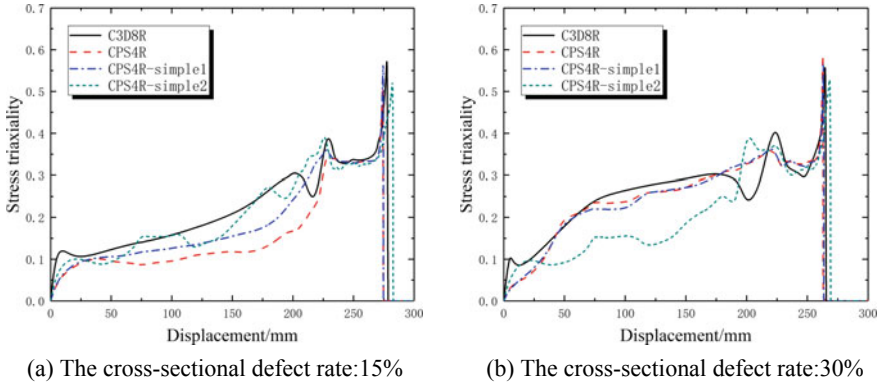 0.7
0.6
0.5
0.4
0.3
0.2
0.1
0.0
Stress triaxiality
C3D8R
CPS4R
CPS4R-simple1
CPS4R-simple2
0 50 100 150 200 250 300
Displacement/mm
(a) The cross-sectional defect rate:15%
0.7
0.6
0.5
0.4
0.3
0.2
0.1
0.0
Stress triaxiality
C3D8R
CPS4R
CPS4R-simple1
CPS4R-simple2
0 50 100 150 200 250 300
Displacement/mm
(b) The cross-sectional defect rate:30%